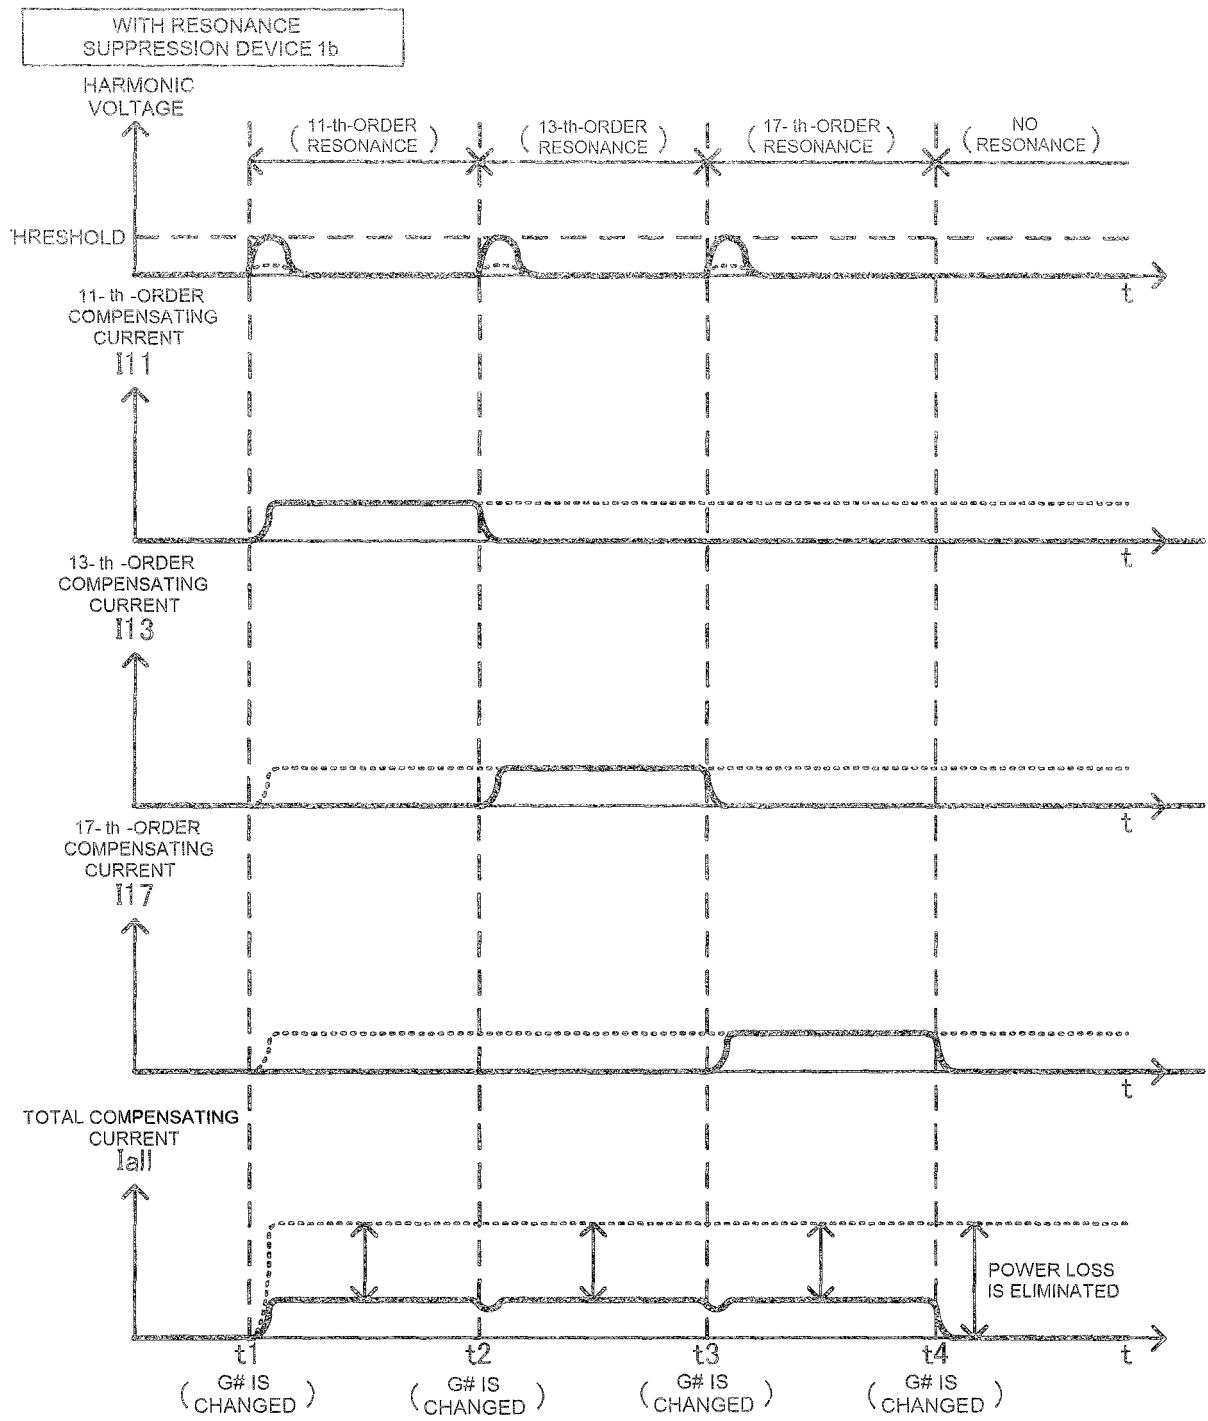 WITH RESONANCE
SUPPRESSION DEVICE 1b
HARMONIC
VOLTAGE
( 11-th-ORDER
RESONANCE )
( 13-th-ORDER
RESONANCE )
( 17- th -ORDER
RESONANCE )
( NO
RESONANCE )
HRESHOLD
t
11- th -ORDER
COMPENSATING
CURRENT
I11
t
13- th -ORDER
COMPENSATING
CURRENT
I13
t
17- th -ORDER
COMPENSATING
CURRENT
I17
t
TOTAL COMPENSATING
CURRENT
Iall
POWER LOSS
IS ELIMINATED
t1 t2 t3 t4 t
( G# IS
CHANGED )
( G# IS
CHANGED )
( G# IS
CHANGED )
( G# IS
CHANGED )